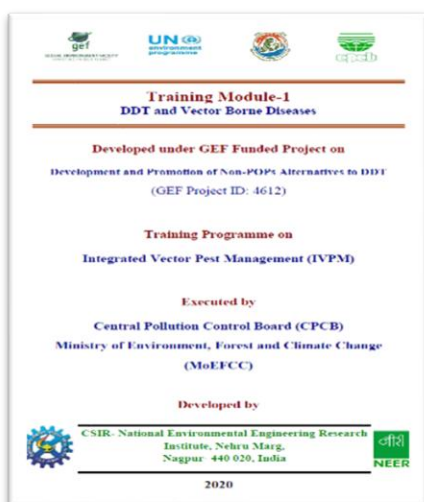 gef
UN
environment
programme
cpcb
Training Module-1
DDT and Vector Borne Diseases
Developed under GEF Funded Project on
Development and Promotion of Non-POPs Alternatives to DDT
(GEF Project ID: 4612)
Training Programme on
Integrated Vector Pest Management (IVPM)
Executed by
Central Pollution Control Board (CPCB)
Ministry of Environment, Forest and Climate Change
(MoEFCC)
Developed by
CSIR- National Environmental Engineering Research
Institute, Nehru Marg,
Nagpur- 440 020, India
नीरी
NEERI
2020